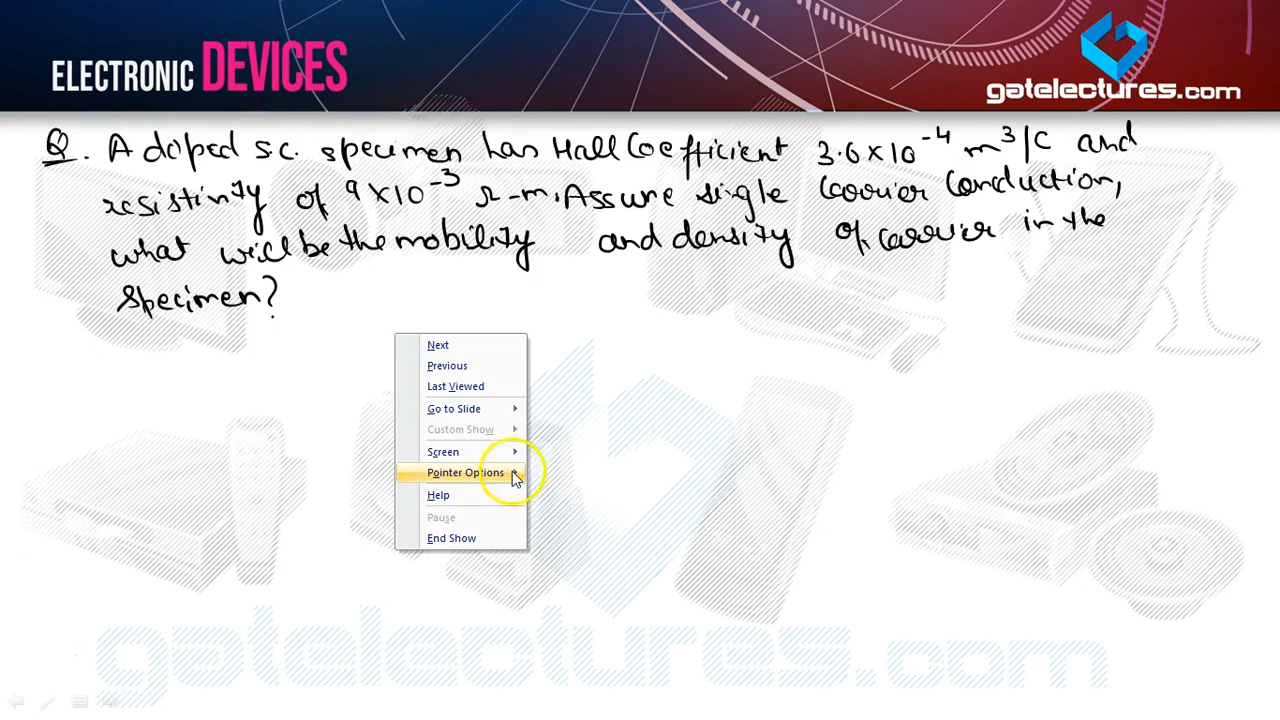 ELECTRONIC DEVICES
gatelectures.com
Q. A doped s.c. specimen has Hall Coefficient 3.6 x 10^-4 m^3/C and
resistivity of 9 x 10^-3 Ω-m. Assume single carrier conduction,
what will be the mobility and density of carrier in the
specimen?
Next
Previous
Last Viewed
Go to Slide
Custom Show
Screen
Pointer Options
Help
Pause
End Show
gatelectures.com